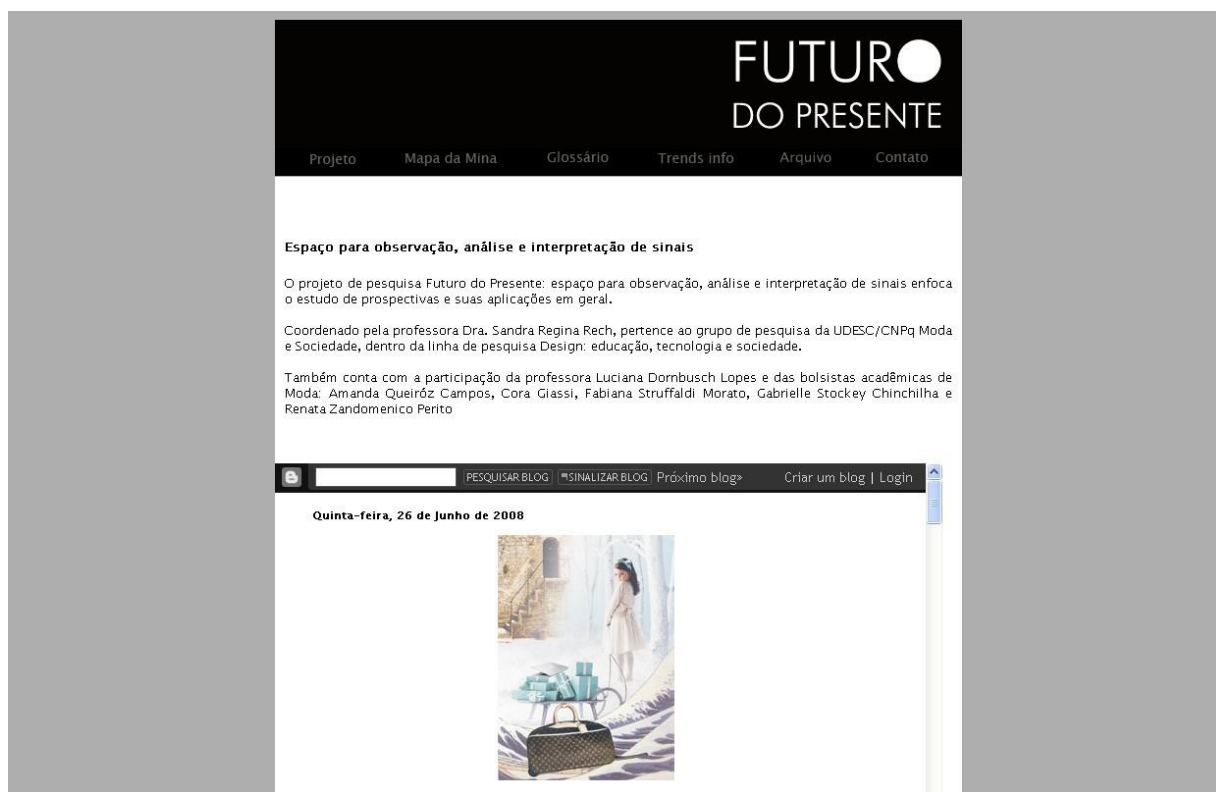 FUTURO
DO PRESENTE
Projeto Mapa da Mina Glossário Trends info Arquivo Contato
Espaço para observação, análise e interpretação de sinais
O projeto de pesquisa Futuro do Presente: espaço para observação, análise e interpretação de sinais enfoca
o estudo de prospectivas e suas aplicações em geral.
Coordenado pela professora Dra. Sandra Regina Rech, pertence ao grupo de pesquisa da UDESC/CNPq Moda
e Sociedade, dentro da linha de pesquisa Design: educação, tecnologia e sociedade.
Também conta com a participação da professora Luciana Dornbusch Lopes e das bolsistas acadêmicas de
Moda: Amanda Queiróz Campos, Cora Giassi, Fabiana Struffaldi Morato, Gabrielle Stockey Chinchilha e
Renata Zandomenico Perito
PESQUISAR BLOG SINALIZAR BLOG Próximo blog» Criar um blog | Login
Quinta-feira, 26 de Junho de 2008